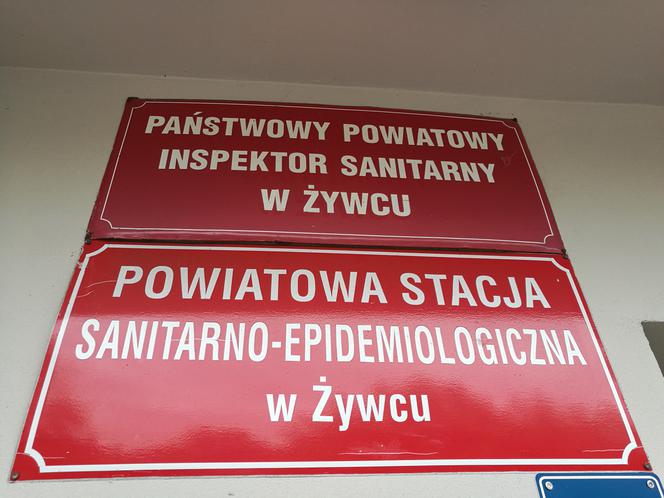 PAŃSTWOWY POWIATOWY
INSPEKTOR SANITARNY
W ŻYWCU
POWIATOWA STACJA
SANITARNO-EPIDEMIOLOGICZNA
w Żywcu